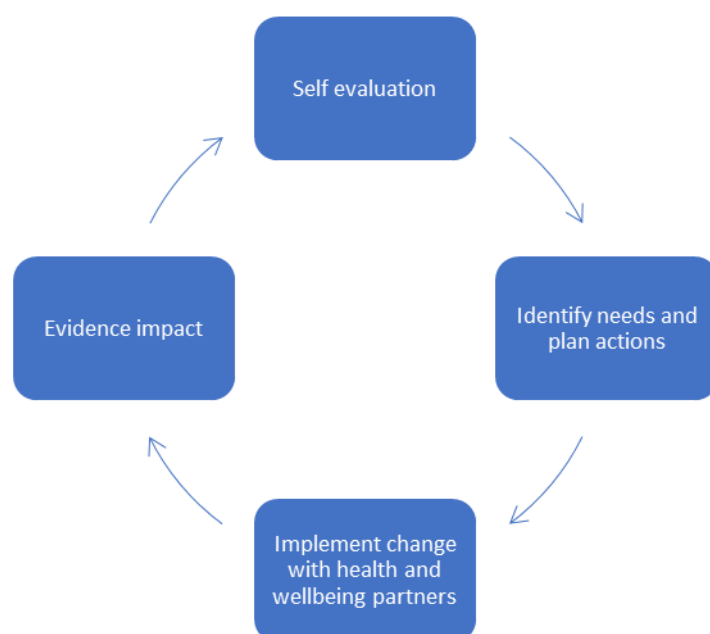 Self evaluation
Identify needs and
plan actions
Implement change
with health and
wellbeing partners
Evidence impact